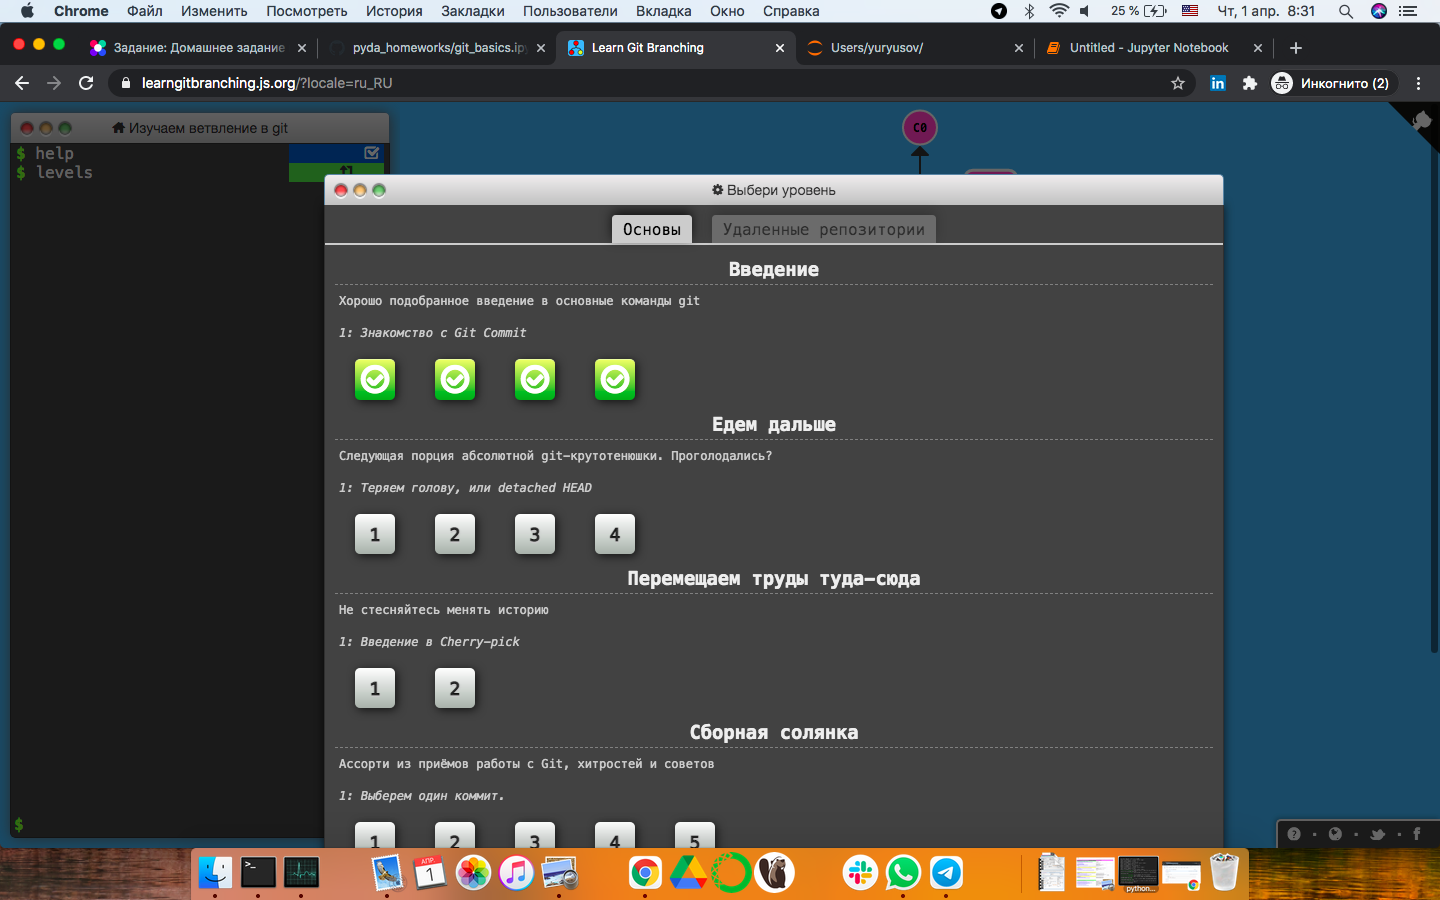 Chrome Файл Изменить Посмотреть История Закладки Пользователи Вкладка Окно Справка 25 % Чт, 1 апр. 8:31
Задание: Домашнее задание pyda_homeworks/git_basics.ipy Learn Git Branching Users/yuryusov/ Untitled - Jupyter Notebook
learngitbranching.js.org/?locale=ru_RU Инкогнито (2)
Изучаем ветвление в git
C0
$ help
$ levels
Выбери уровень
Основы Удаленные репозитории
Введение
Хорошо подобранное введение в основные команды git
1: Знакомство с Git Commit
Едем дальше
Следующая порция абсолютной git-крутотенюшки. Проголодались?
1: Теряем голову, или detached HEAD
1 2 3 4
Перемещаем труды туда-сюда
Не стесняйтесь менять историю
1: Введение в Cherry-pick
1 2
Сборная солянка
Ассорти из приёмов работы с Git, хитростей и советов
1: Выберем один коммит.
1 2 3 4 5
$
АПР.
1
python...